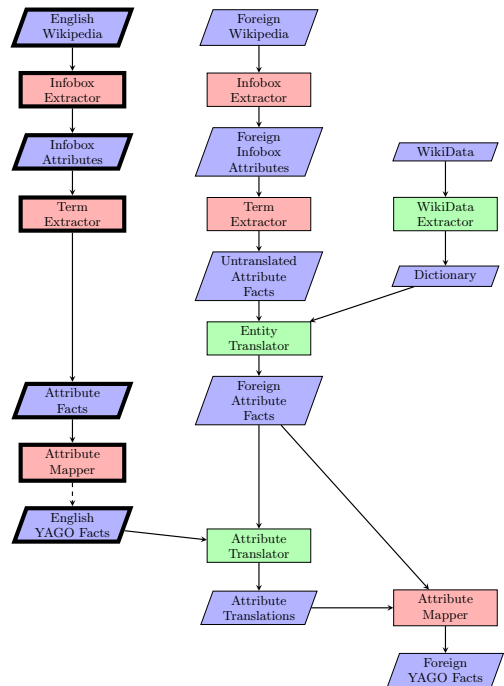 English
Wikipedia
Foreign
Wikipedia
Infobox
Extractor
Infobox
Extractor
Infobox
Attributes
Foreign
Infobox
Attributes
WikiData
Term
Extractor
Term
Extractor
WikiData
Extractor
Untranslated
Attribute
Facts
Dictionary
Entity
Translator
Attribute
Facts
Foreign
Attribute
Facts
Attribute
Mapper
English
YAGO Facts
Attribute
Translator
Attribute
Translations
Attribute
Mapper
Foreign
YAGO Facts